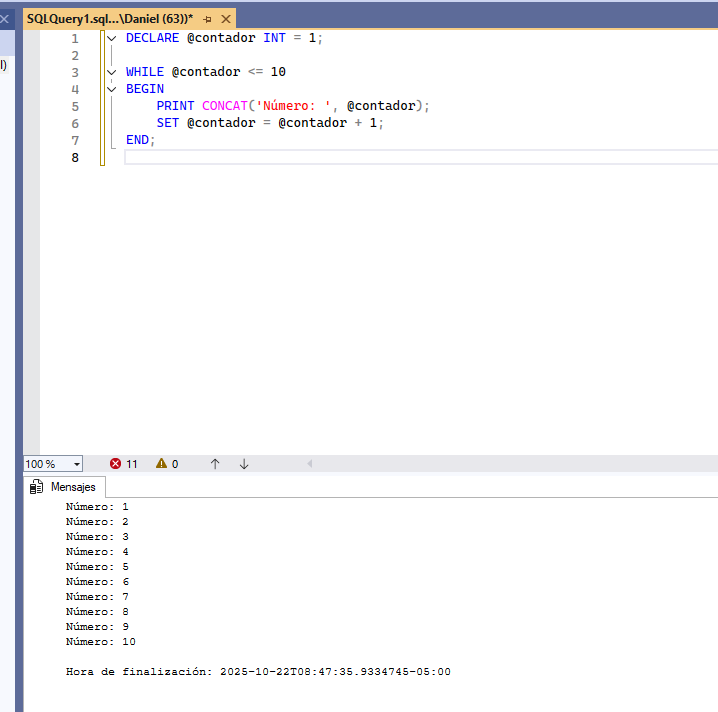 SQLQuery1.sql...\Daniel (63))*
l)
1 DECLARE @contador INT = 1;
2
3 WHILE @contador <= 10
4 BEGIN
5 PRINT CONCAT('Número: ', @contador);
6 SET @contador = @contador + 1;
7 END;
8
100 % 11 0
Mensajes
Número: 1
Número: 2
Número: 3
Número: 4
Número: 5
Número: 6
Número: 7
Número: 8
Número: 9
Número: 10
Hora de finalización: 2025-10-22T08:47:35.9334745-05:00